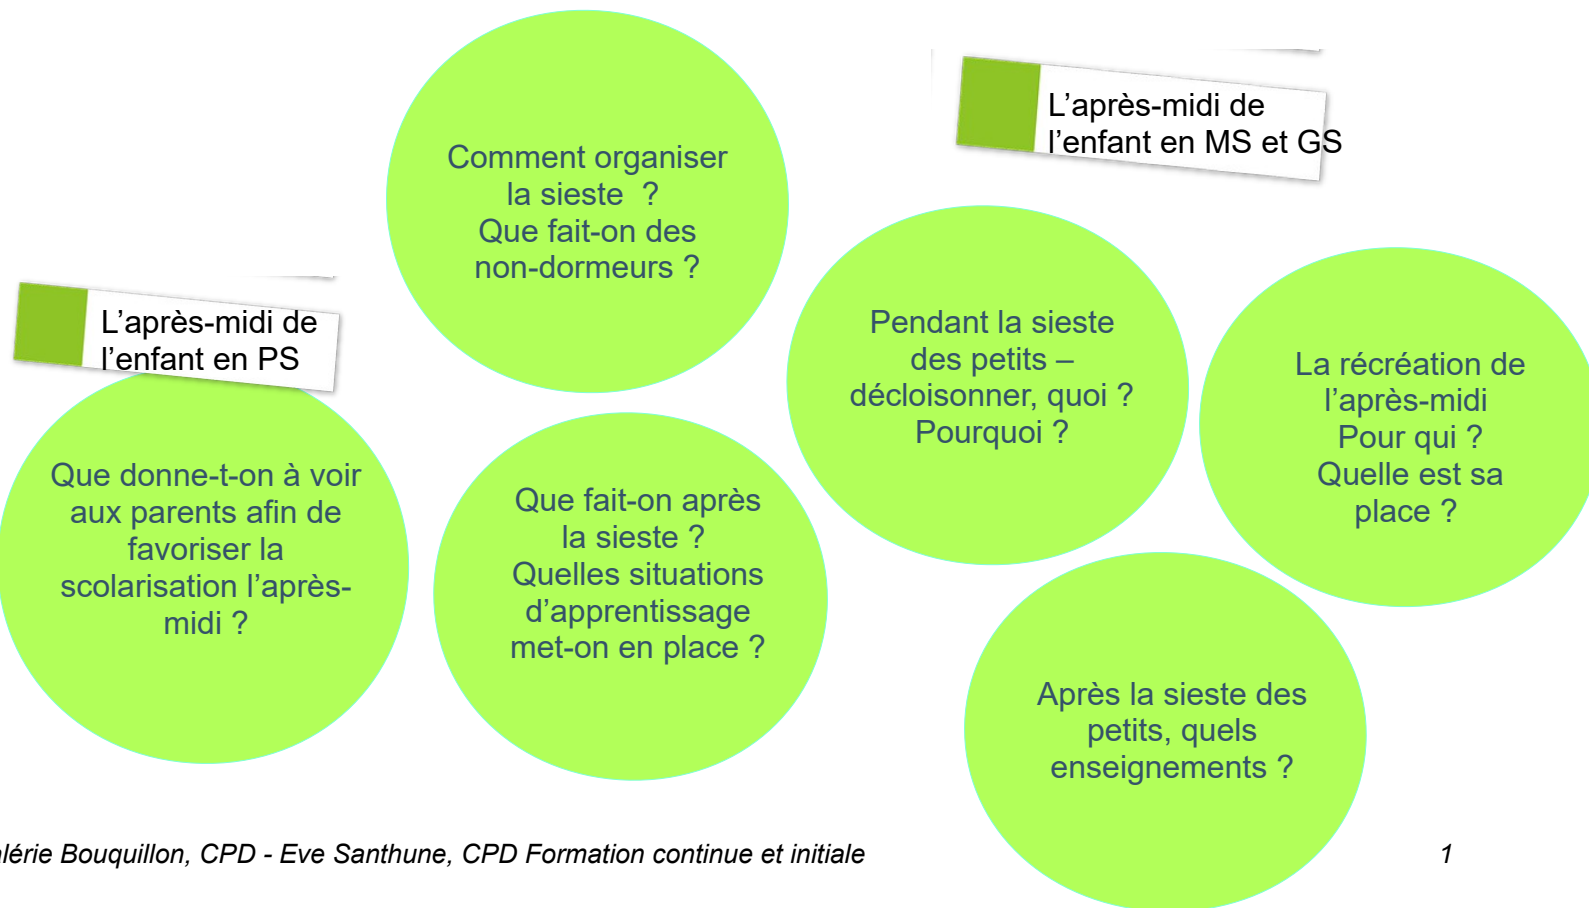 L'après-midi de
l'enfant en PS
Comment organiser
la sieste  ?
Que fait-on des
non-dormeurs ?
Que donne-t-on à voir
aux parents afin de
favoriser la
scolarisation l'après-
midi ?
Que fait-on après
la sieste ?
Quelles situations
d'apprentissage
met-on en place ?
L'après-midi de
l'enfant en MS et GS
Pendant la sieste
des petits –
décloisonner, quoi ?
Pourquoi ?
La récréation de
l'après-midi
Pour qui ?
Quelle est sa
place ?
Après la sieste des
petits, quels
enseignements ?
lérie Bouquillon, CPD - Eve Santhune, CPD Formation continue et initiale
1